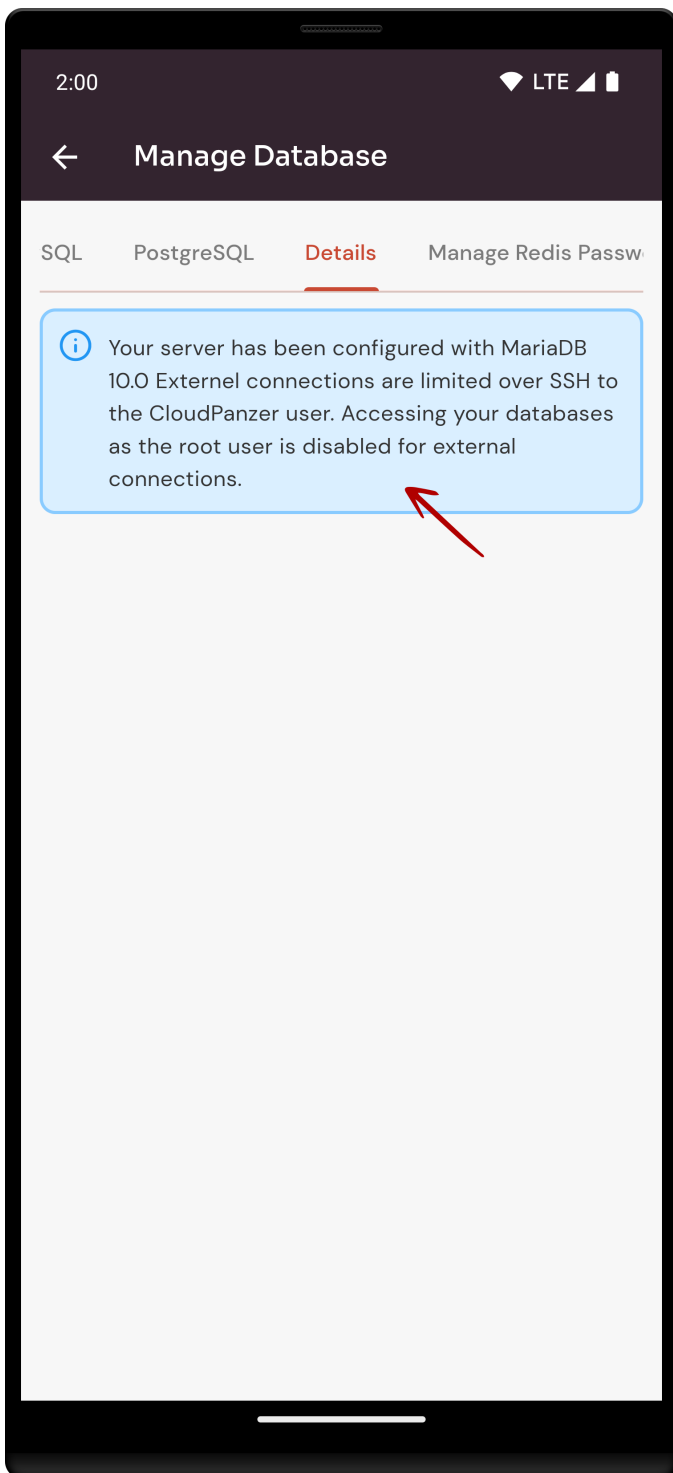 2:00 LTE
Manage Database
SQL PostgreSQL Details Manage Redis
Your server has been configured with MariaDB
10.0 Externel connections are limited over SSH to
the CloudPanzer user. Accessing your databases
as the root user is disabled for external
connections.